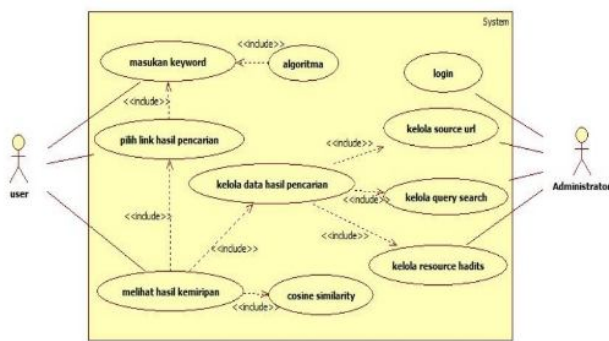 System
<<include>>
masukan keyword
algoritma
login
<<include>>
pilih link hasil pencarian
<<include>>
kelola source url
kelola data hasil pencarian
<<include>>
kelola query search
user
Administrator
<<include>>
<<include>>
<<include>>
kelola resource hadits
melihat hasil kemiripan
<<include>>
cosine similarity